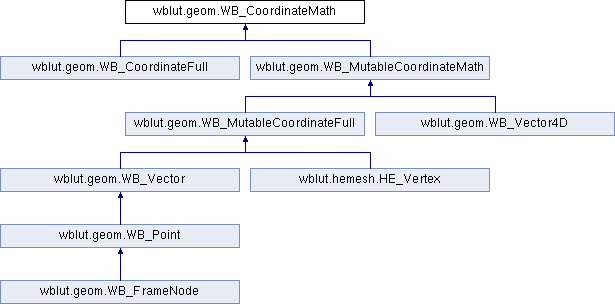 wblut.geom.WB_CoordinateMath
wblut.geom.WB_CoordinateFull
wblut.geom.WB_MutableCoordinateMath
wblut.geom.WB_MutableCoordinateFull
wblut.geom.WB_Vector4D
wblut.geom.WB_Vector
wblut.hemesh.HE_Vertex
wblut.geom.WB_Point
wblut.geom.WB_FrameNode